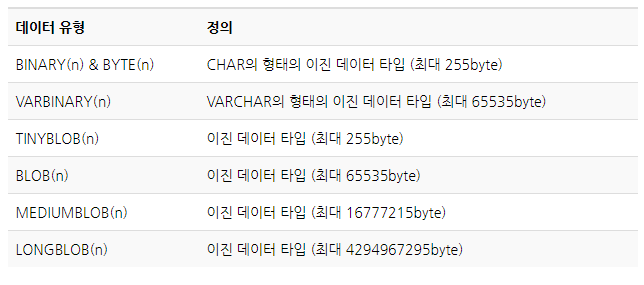 데이터 유형 정의
BINARY(n) & BYTE(n) CHAR의 형태의 이진 데이터 타입 (최대 255byte)
VARBINARY(n) VARCHAR의 형태의 이진 데이터 타입 (최대 65535byte)
TINYBLOB(n) 이진 데이터 타입 (최대 255byte)
BLOB(n) 이진 데이터 타입 (최대 65535byte)
MEDIUMBLOB(n) 이진 데이터 타입 (최대 16777215byte)
LONGBLOB(n) 이진 데이터 타입 (최대 4294967295byte)